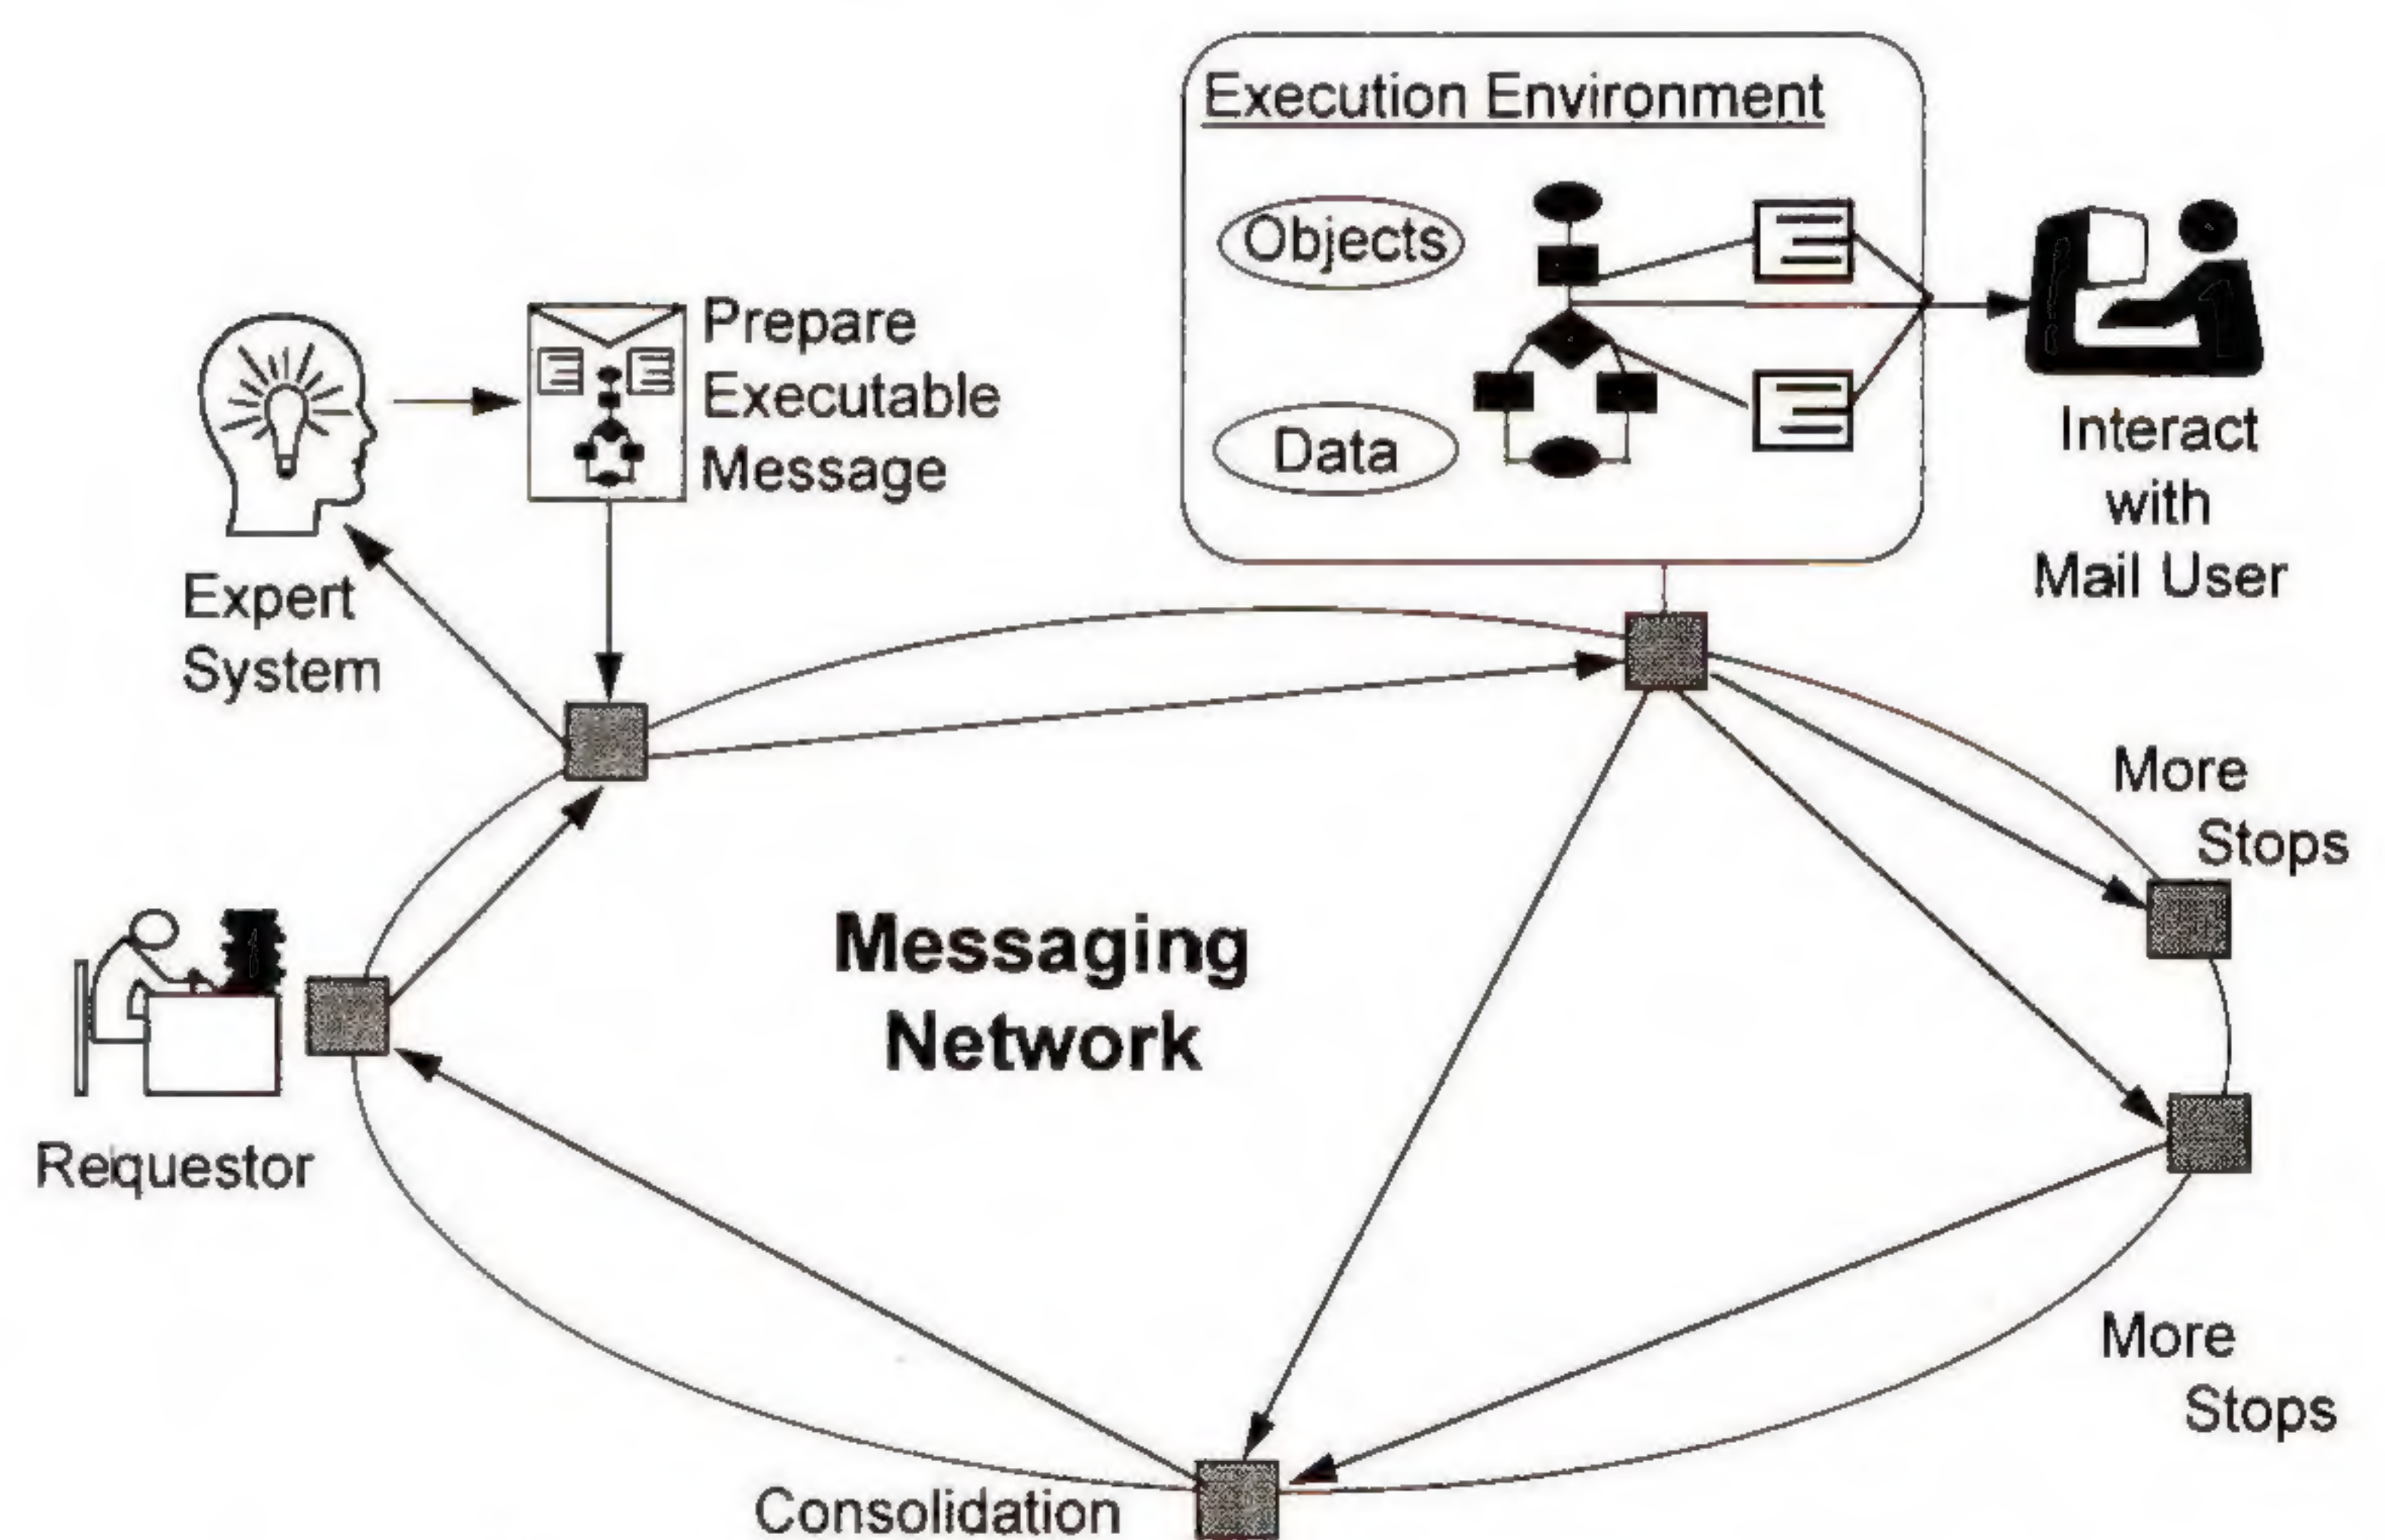 Execution Environment
Objects
Data
Prepare
Executable
Message
Interact
with
Mail User
Expert
System
More
Stops
Messaging
Network
Requestor
More
Stops
Consolidation